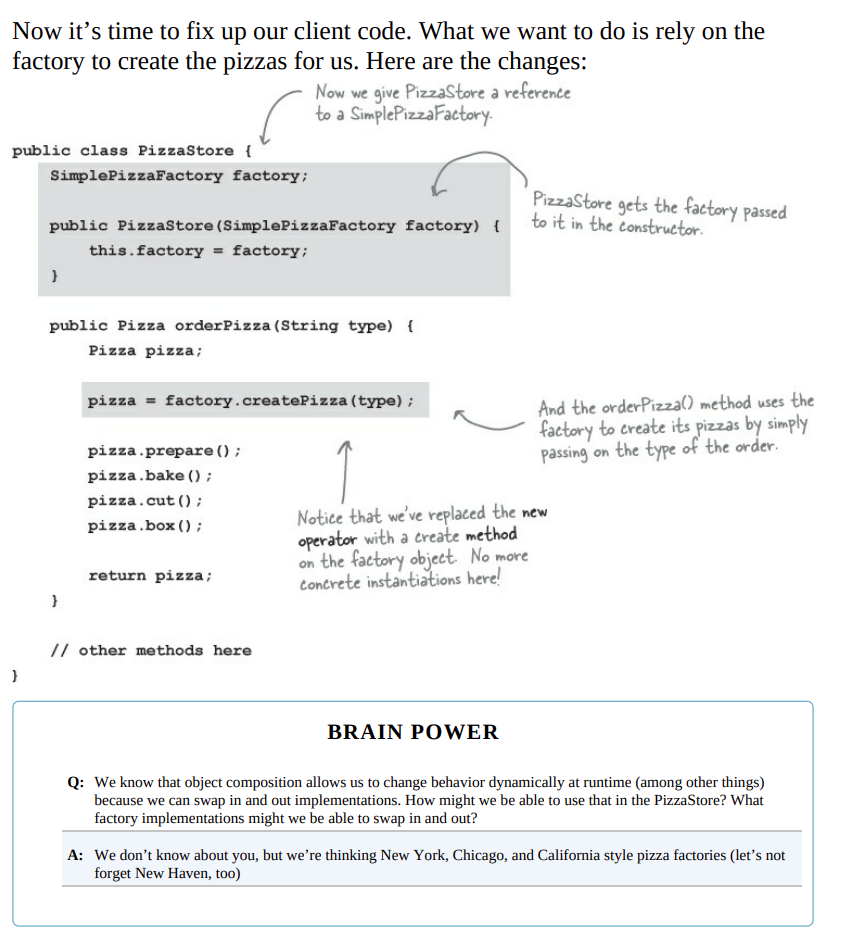 Now it’s time to fix up our client code. What we want to do is rely on the
factory to create the pizzas for us. Here are the changes:
Now we give PizzaStore a reference
to a SimplePizzaFactory.
public class PizzaStore {
SimplePizzaFactory factory;
public PizzaStore(SimplePizzaFactory factory) {
this.factory = factory;
}
PizzaStore gets the factory passed
to it in the constructor.
public Pizza orderPizza(String type) {
Pizza pizza;
pizza = factory.createPizza(type);
And the orderPizza() method uses the
factory to create its pizzas by simply
passing on the type of the order.
pizza.prepare();
pizza.bake();
pizza.cut();
pizza.box();
Notice that we've replaced the new
operator with a create method
on the factory object. No more
concrete instantiations here!
return pizza;
}
// other methods here
}
BRAIN POWER
Q: We know that object composition allows us to change behavior dynamically at runtime (among other things)
because we can swap in and out implementations. How might we be able to use that in the PizzaStore? What
factory implementations might we be able to swap in and out?
A: We don’t know about you, but we’re thinking New York, Chicago, and California style pizza factories (let’s not
forget New Haven, too)